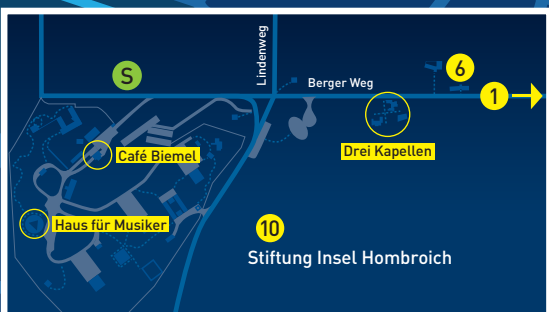 S
Lindenweg
Berger Weg
6
1
Café Biemel
Drei Kapellen
Haus für Musiker
10
Stiftung Insel Hombroich